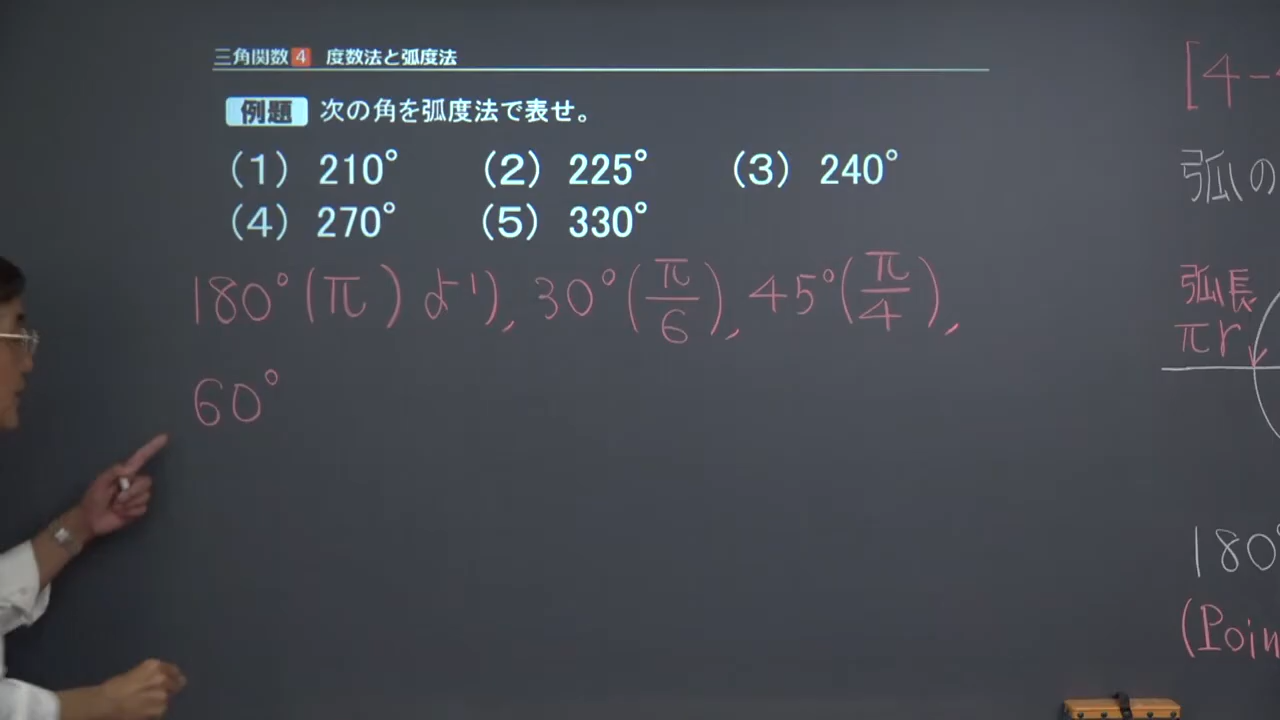 三角関数4 度数法と弧度法
例題 次の角を弧度法で表せ。
(1) 210° (2) 225° (3) 240°
(4) 270° (5) 330°
180°(π)より, 30°(π/6), 45°(π/4),
60°
[4-
弧の
弧長
πr
180°
(Poin